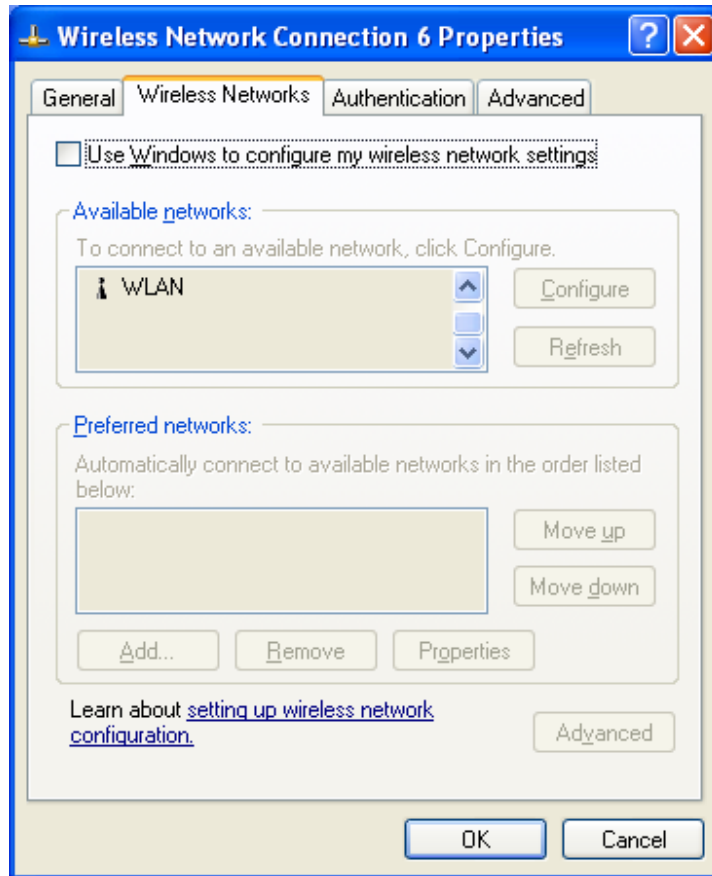 Wireless Network Connection 6 Properties
General Wireless Networks Authentication Advanced
Use Windows to configure my wireless network settings
Available networks:
To connect to an available network, click Configure.
WLAN
Configure
Refresh
Preferred networks:
Automatically connect to available networks in the order listed
below:
Move up
Move down
Add... Remove Properties
Learn about setting up wireless network
configuration.
Advanced
OK Cancel